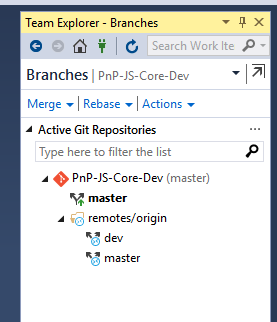 Team Explorer - Branches
Search Work Ite
Branches | PnP-JS-Core-Dev
Merge | Rebase | Actions
Active Git Repositories
Type here to filter the list
PnP-JS-Core-Dev (master)
master
remotes/origin
dev
master